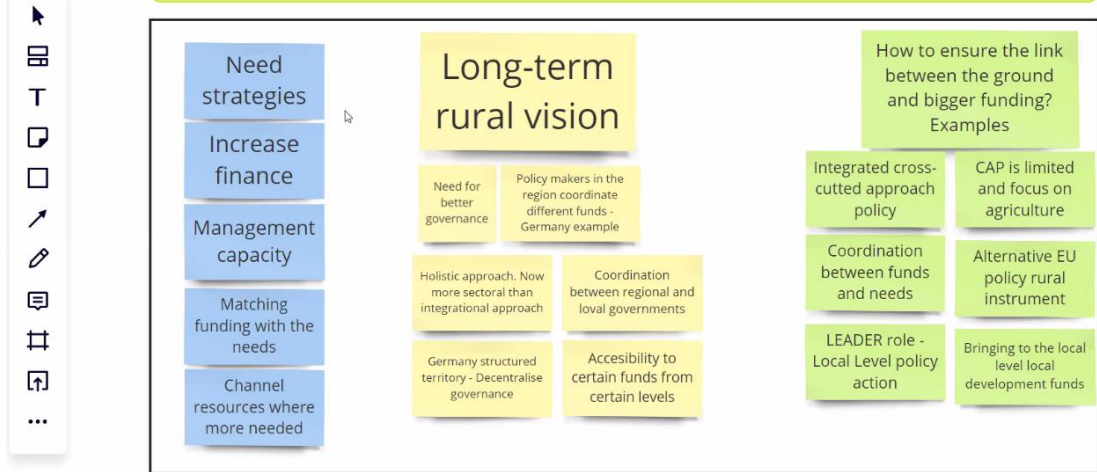 Need
strategies
Increase
finance
Management
capacity
Matching
funding with the
needs
Channel
resources where
more needed
Long-term
rural vision
Need for
better
governance
Policy makers in the
region coordinate
different funds -
Germany example
Holistic approach. Now
more sectoral than
integrational approach
Coordination
between regional and
loval governments
Germany structured
territory - Decentralise
governance
Accesibility to
certain funds from
certain levels
How to ensure the link
between the ground
and bigger funding?
Examples
Integrated cross-
cutted approach
policy
CAP is limited
and focus on
agriculture
Coordination
between funds
and needs
Alternative EU
policy rural
instrument
LEADER role -
Local Level policy
action
Bringing to the local
level local
development funds